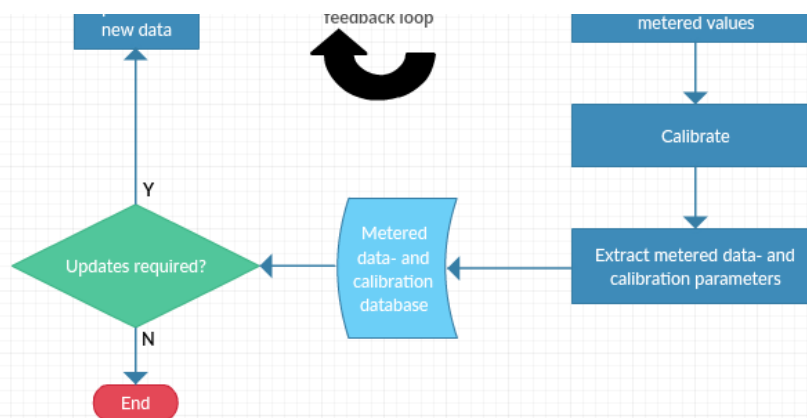 new data
feedback loop
metered values
Calibrate
Y
Metered
data- and
calibration
database
Updates required?
Extract metered data- and
calibration parameters
N
End